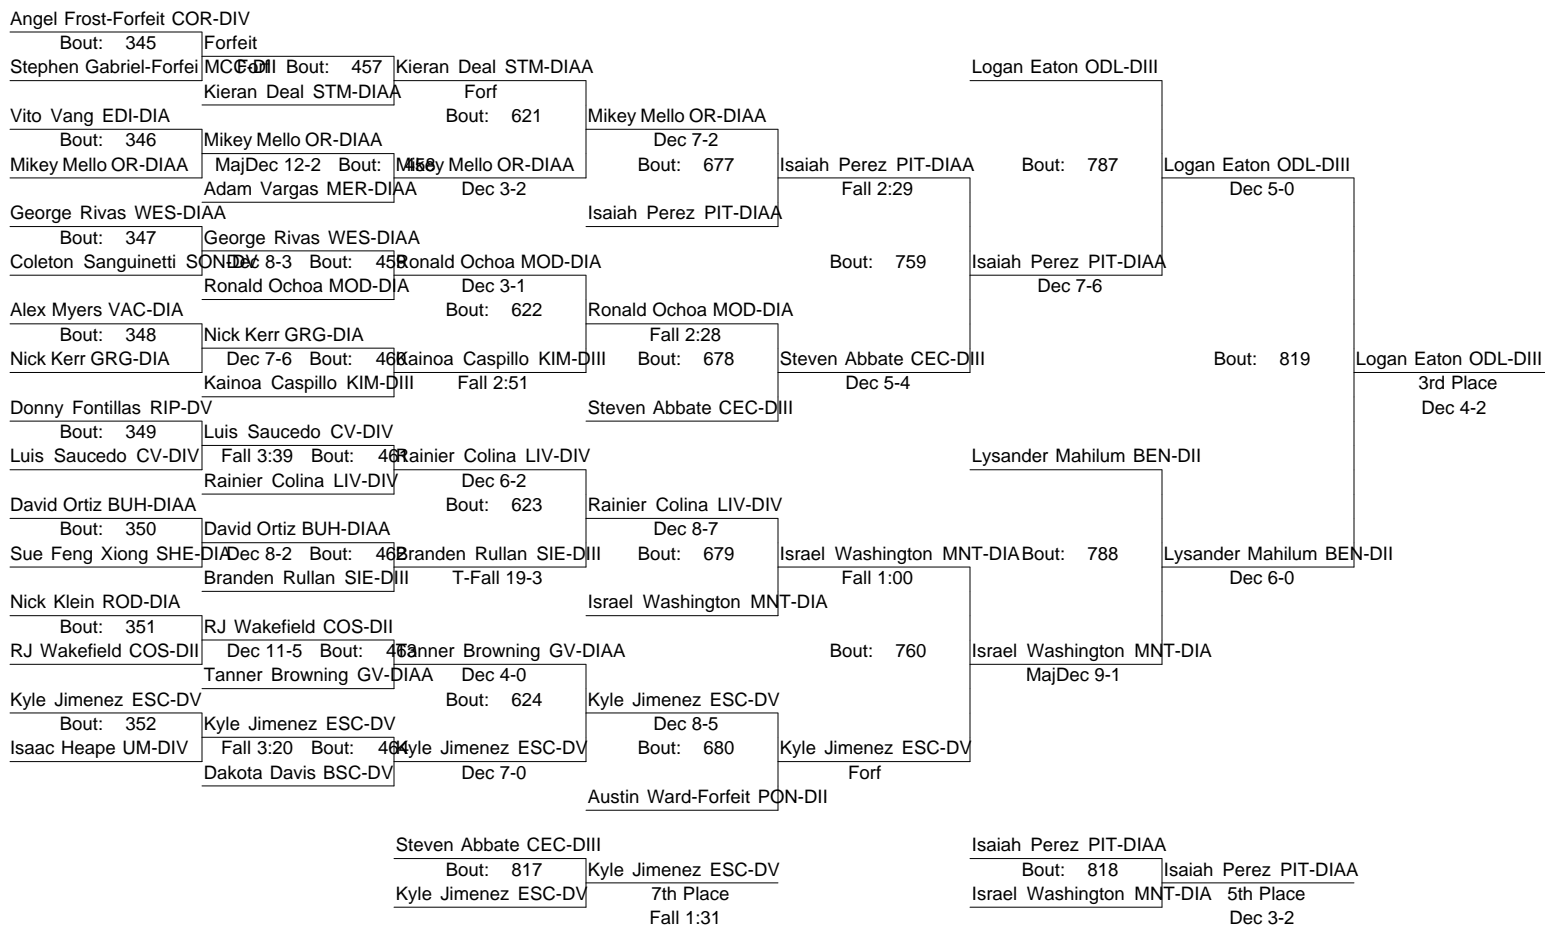 Angel Frost-Forfeit COR-DIV
Bout: 345 Forfeit
Stephen Gabriel-Forfei MCC-DII Forf Bout: 457 Kieran Deal STM-DIAA Logan Eaton ODL-DIII
Kieran Deal STM-DIAA Forf
Vito Vang EDI-DIA Bout: 621 Mikey Mello OR-DIAA
Bout: 346 Mikey Mello OR-DIAA Dec 7-2
Mikey Mello OR-DIAA MajDec 12-2 Bout: 458 Mikey Mello OR-DIAA Bout: 677 Isaiah Perez PIT-DIAA Bout: 787 Logan Eaton ODL-DIII
Adam Vargas MER-DIAA Dec 3-2 Fall 2:29 Dec 5-0
George Rivas WES-DIAA Isaiah Perez PIT-DIAA
Bout: 347 George Rivas WES-DIAA
Coleton Sanguinetti SON-DV Dec 8-3 Bout: 459 Ronald Ochoa MOD-DIA Bout: 759 Isaiah Perez PIT-DIAA
Ronald Ochoa MOD-DIA Dec 3-1 Dec 7-6
Alex Myers VAC-DIA Bout: 622 Ronald Ochoa MOD-DIA
Bout: 348 Nick Kerr GRG-DIA Fall 2:28
Nick Kerr GRG-DIA Dec 7-6 Bout: 460 Kainoa Caspillo KIM-DIII Bout: 678 Steven Abbate CEC-DIII Bout: 819 Logan Eaton ODL-DIII
Kainoa Caspillo KIM-DIII Fall 2:51 Dec 5-4 3rd Place
Donny Fontillas RIP-DV Steven Abbate CEC-DIII Dec 4-2
Bout: 349 Luis Saucedo CV-DIV
Luis Saucedo CV-DIV Fall 3:39 Bout: 461 Rainier Colina LIV-DIV Lysander Mahilum BEN-DII
Rainier Colina LIV-DIV Dec 6-2
David Ortiz BUH-DIAA Bout: 623 Rainier Colina LIV-DIV
Bout: 350 David Ortiz BUH-DIAA Dec 8-7
Sue Feng Xiong SHE-DIA Dec 8-2 Bout: 462 Branden Rullan SIE-DIII Bout: 679 Israel Washington MNT-DIA Bout: 788 Lysander Mahilum BEN-DII
Branden Rullan SIE-DIII T-Fall 19-3 Fall 1:00 Dec 6-0
Nick Klein ROD-DIA Israel Washington MNT-DIA
Bout: 351 RJ Wakefield COS-DII
RJ Wakefield COS-DII Dec 11-5 Bout: 463 Tanner Browning GV-DIAA Bout: 760 Israel Washington MNT-DIA
Tanner Browning GV-DIAA Dec 4-0 MajDec 9-1
Kyle Jimenez ESC-DV Bout: 624 Kyle Jimenez ESC-DV
Bout: 352 Kyle Jimenez ESC-DV Dec 8-5
Isaac Heape UM-DIV Fall 3:20 Bout: 464 Kyle Jimenez ESC-DV Bout: 680 Kyle Jimenez ESC-DV
Dakota Davis BSC-DV Dec 7-0 Forf
Austin Ward-Forfeit PON-DII
Steven Abbate CEC-DIII Isaiah Perez PIT-DIAA
Bout: 817 Kyle Jimenez ESC-DV Bout: 818 Isaiah Perez PIT-DIAA
Kyle Jimenez ESC-DV 7th Place Israel Washington MNT-DIA 5th Place
Fall 1:31 Dec 3-2